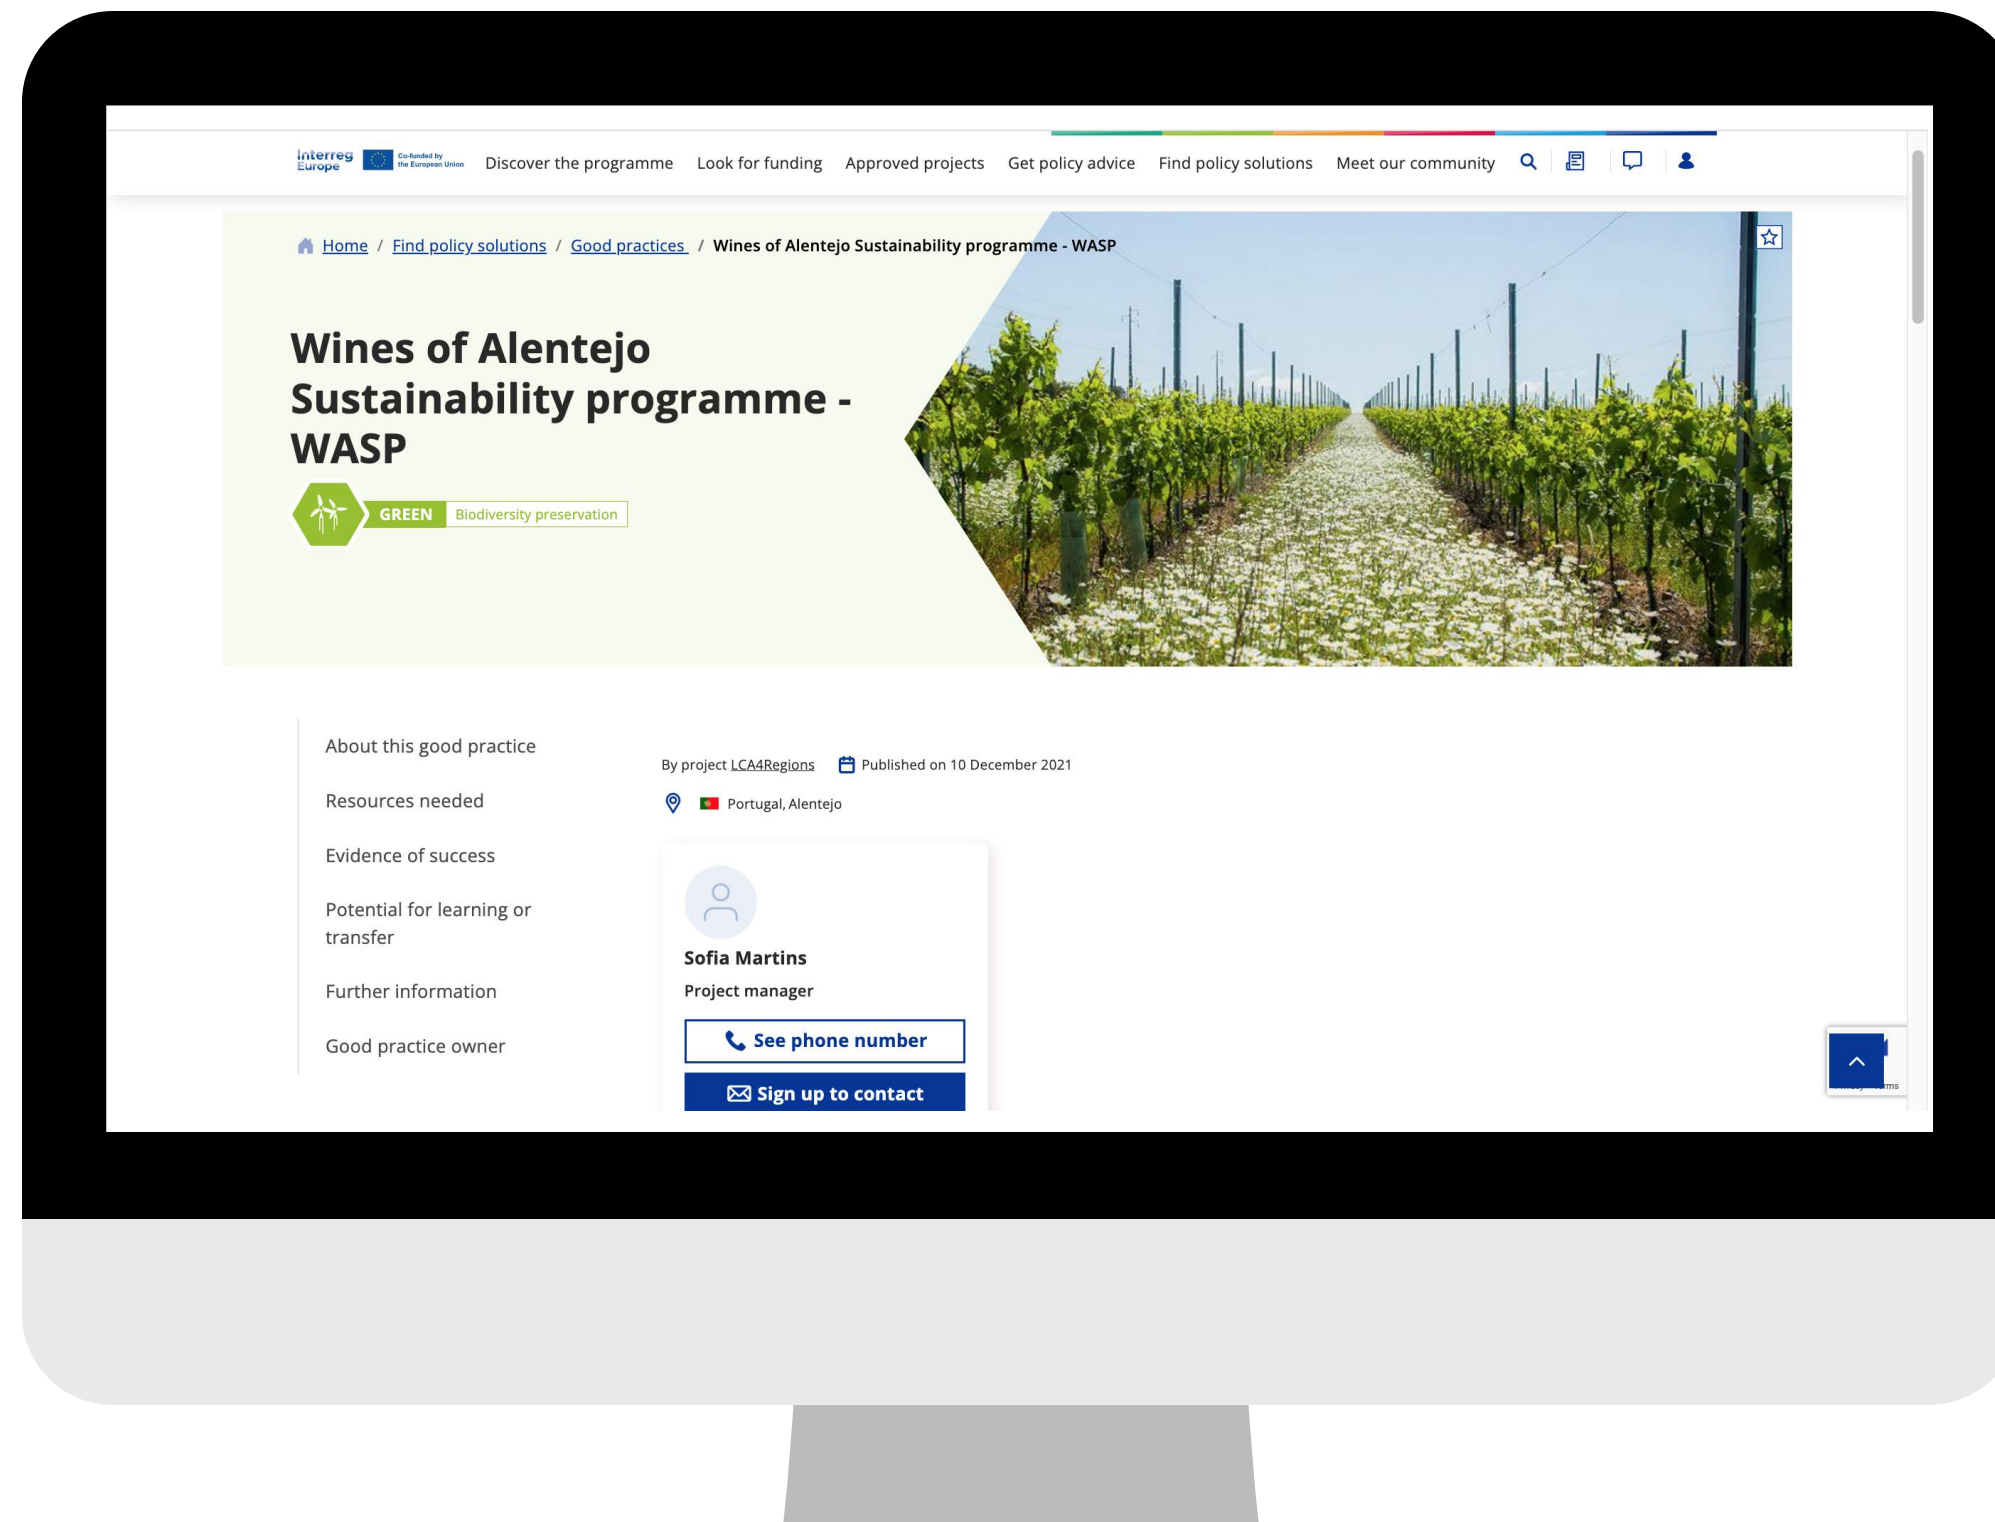 Interreg
Europe
Co-funded by
the European Union
Discover the programme
Look for funding
Approved projects
Get policy advice
Find policy solutions
Meet our community
Home / Find policy solutions / Good practices / Wines of Alentejo Sustainability programme - WASP
Wines of Alentejo
Sustainability programme -
WASP
GREEN Biodiversity preservation
About this good practice
Resources needed
Evidence of success
Potential for learning or
transfer
Further information
Good practice owner
By project LCA4Regions Published on 10 December 2021
Portugal, Alentejo
Sofia Martins
Project manager
See phone number
Sign up to contact